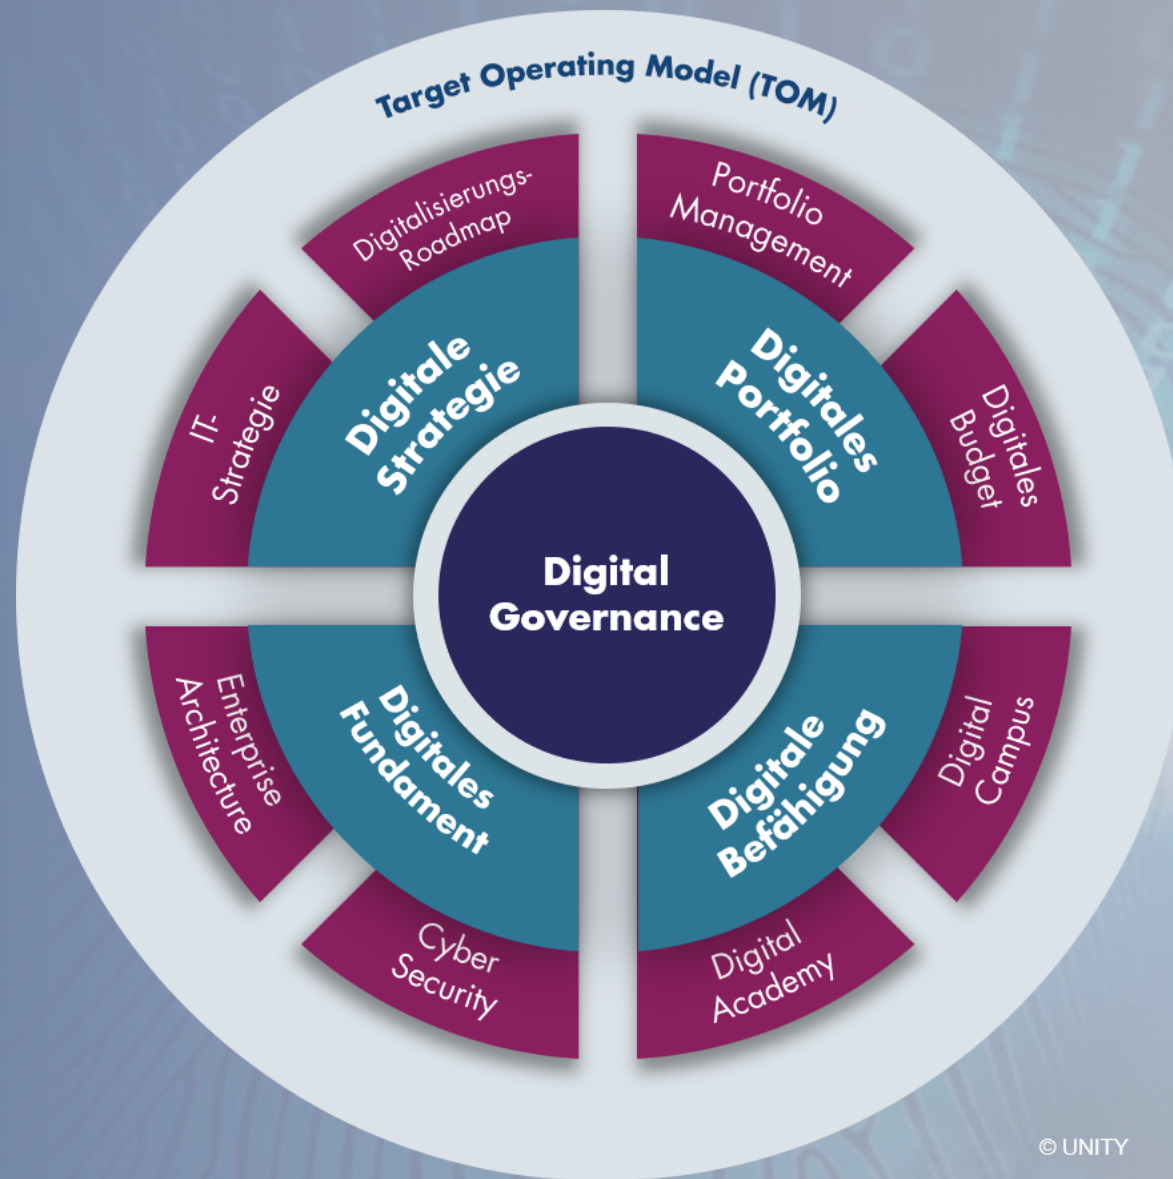 Target Operating Model (TOM)
Digitalisierungs-
Roadmap
Portfolio
Management
IT-
Strategie
Digitale
Strategie
Digitales
Portfolio
Digitales
Budget
Digital
Governance
Enterprise
Architecture
Digitales
Fundament
Digitale
Befähigung
Digital
Campus
Cyber
Security
Digital
Academy
© UNITY